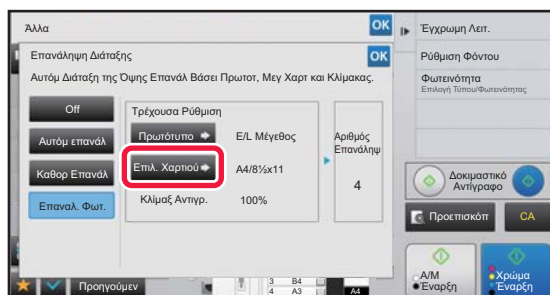 Άλλα
OK
Επανάληψη Διάταξης
OK
Αυτόμ Διάταξη της Όψης Επανάλ Βάσει Πρωτοτ, Μεγ Χαρτ και Κλίμακας.
Off
Αυτόμ επανάλ
Καθορ Επανάλ
Επαναλ. Φωτ.
Τρέχουσα Ρύθμιση
Πρωτότυπο
E/L Μέγεθος
Επιλ. Χαρτιού
A4/8½x11
Κλίμαξ Αντιγρ.
100%
Αριθμός
Επανάληψ
4
Προηγούμεν
3 B4
4 A3
A4
Έγχρωμη Λειτ.
Ρύθμιση Φόντου
Φωτεινότητα
Επιλογή Τύπου/Φωτεινότητας
Δοκιμαστικό
Αντίγραφο
Προεπισκόπ
CA
Α/Μ
Έναρξη
Χρώμα
Έναρξη